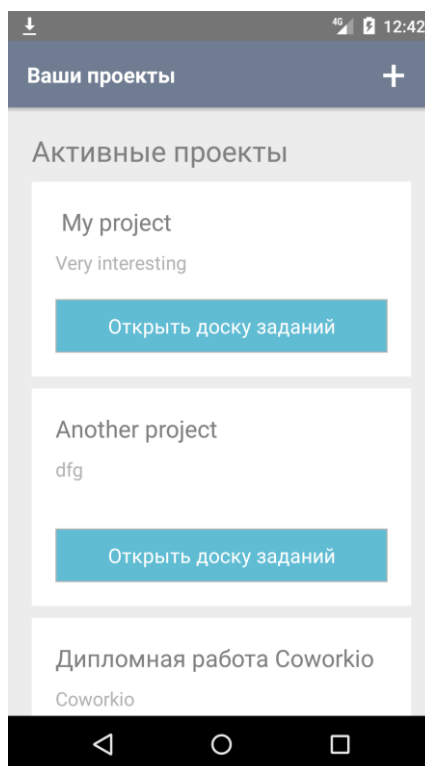 4G 12:42
Ваши проекты
Активные проекты
My project
Very interesting
Открыть доску заданий
Another project
dfg
Открыть доску заданий
Дипломная работа Coworkio
Coworkio